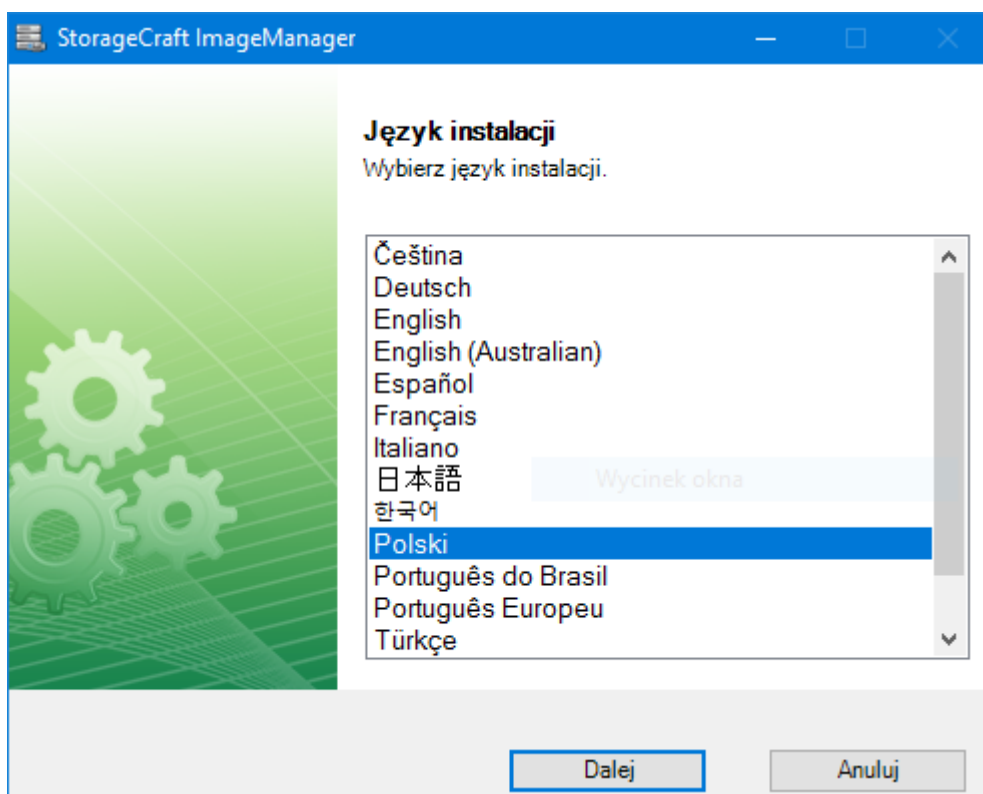 StorageCraft ImageManager
Język instalacji
Wybierz język instalacji.
Čeština
Deutsch
English
English (Australian)
Español
Français
Italiano
日本語
Wycinek okna
한국어
Polski
Português do Brasil
Português Europeu
Türkçe
Dalej
Anuluj